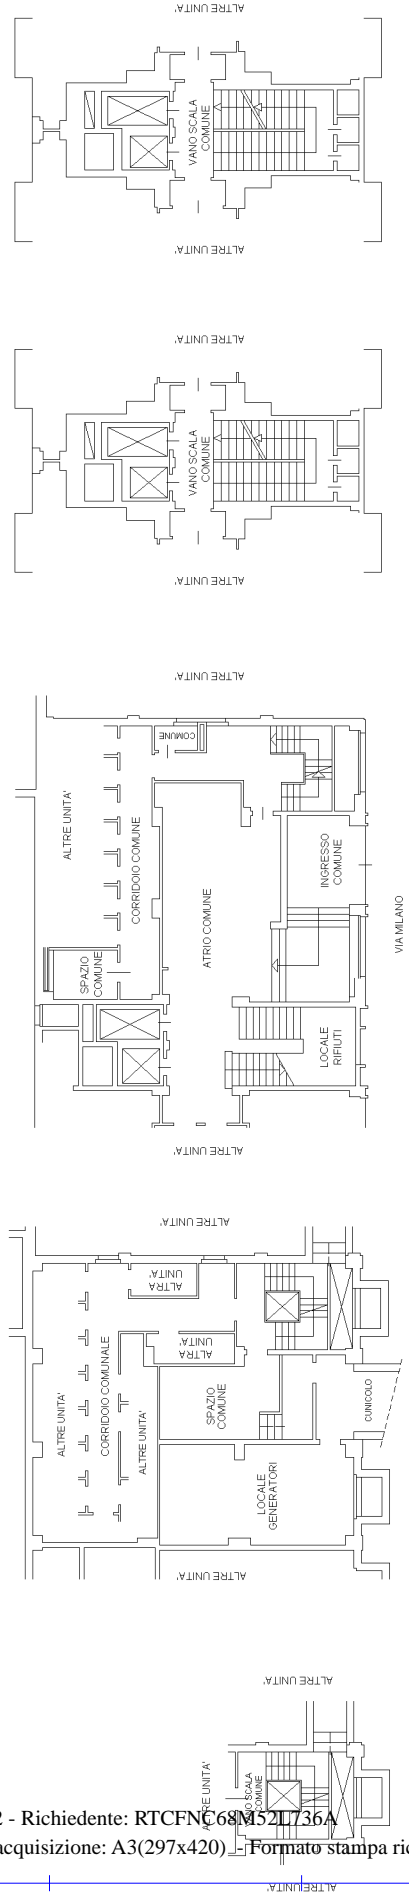 ALTRE UNITA'
VANO SCALA
COMUNE
ALTRE UNITA'
ALTRE UNITA'
VANO SCALA
COMUNE
ALTRE UNITA'
ALTRE UNITA'
COMUNE
ALTRE UNITA'
CORRIDOIO COMUNE
INGRESSO
COMUNE
ATRIO COMUNE
VIA MILANO
SPAZIO
COMUNE
LOCALE
RIFIUTI
ALTRE UNITA'
ALTRE UNITA'
ALTRA
UNITA'
ALTRA
UNITA'
ALTRE UNITA'
CORRIDOIO COMUNALE
ALTRE UNITA'
SPAZIO
COMUNE
CUNICOLO
LOCALE
GENERATORI
ALTRE UNITA'
ALTRE UNITA'
ALTRE UNITA'
VANO SCALA
COMUNE
2 - Richiedente: RTCFNC68M52L736A
acquisizione: A3(297x420) - Formato stampa ric
ALTRE UNITA'